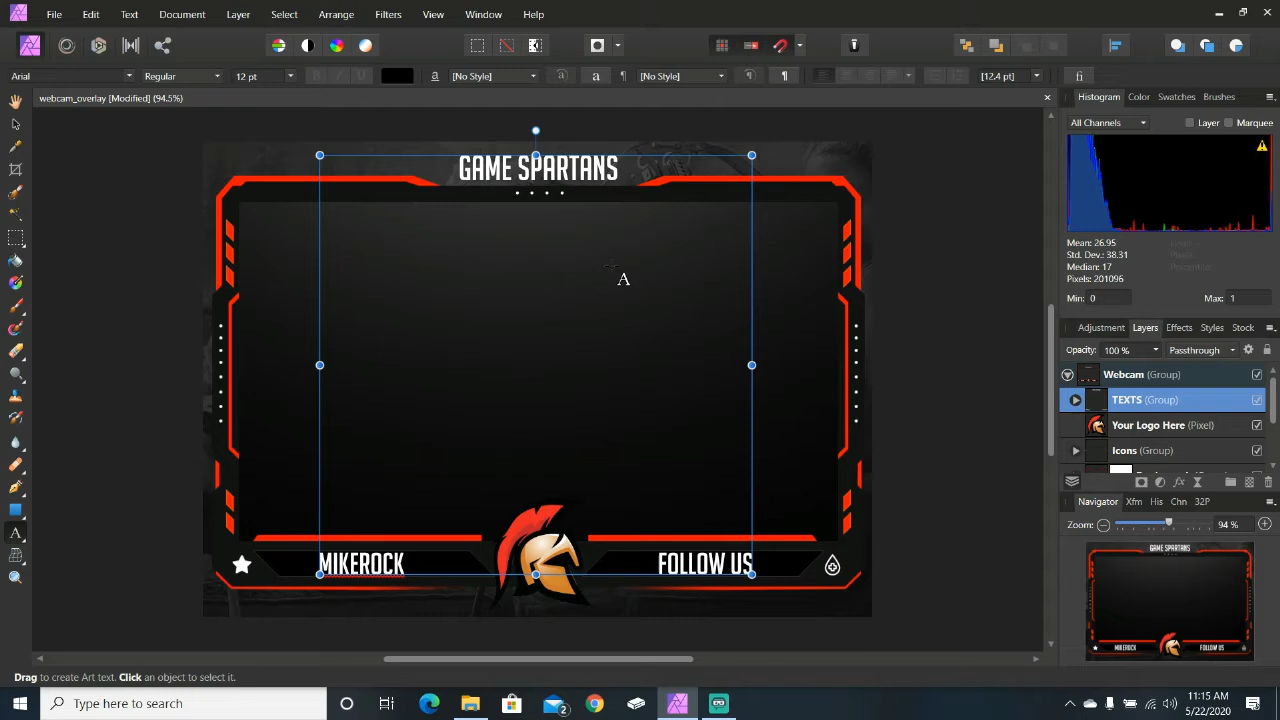 File Edit Text Document Layer Select Arrange Filters View Window Help
Arial Regular 12 pt B I U a [No Style] a a ¶ [No Style] ¶ ¶ [12.4 pt] fi
webcam_overlay [Modified] (94.5%)
Histogram Color Swatches Brushes
All Channels Layer Marquee
Mean: 26.95
Std. Dev.: 38.31
Median: 17
Pixels: 201096
Min: 0 Max: 1
Adjustment Layers Effects Styles Stock
Opacity: 100 % Passthrough
Webcam (Group)
TEXTS (Group)
Your Logo Here (Pixel)
Icons (Group)
Navigator Xfm His Chn 32P
Zoom: 94 %
GAME SPARTANS
A
MIKEROCK FOLLOW US
GAME SPARTANS
MIKEROCK FOLLOW US
Drag to create Art text. Click an object to select it.
Type here to search
2
11:15 AM
5/22/2020